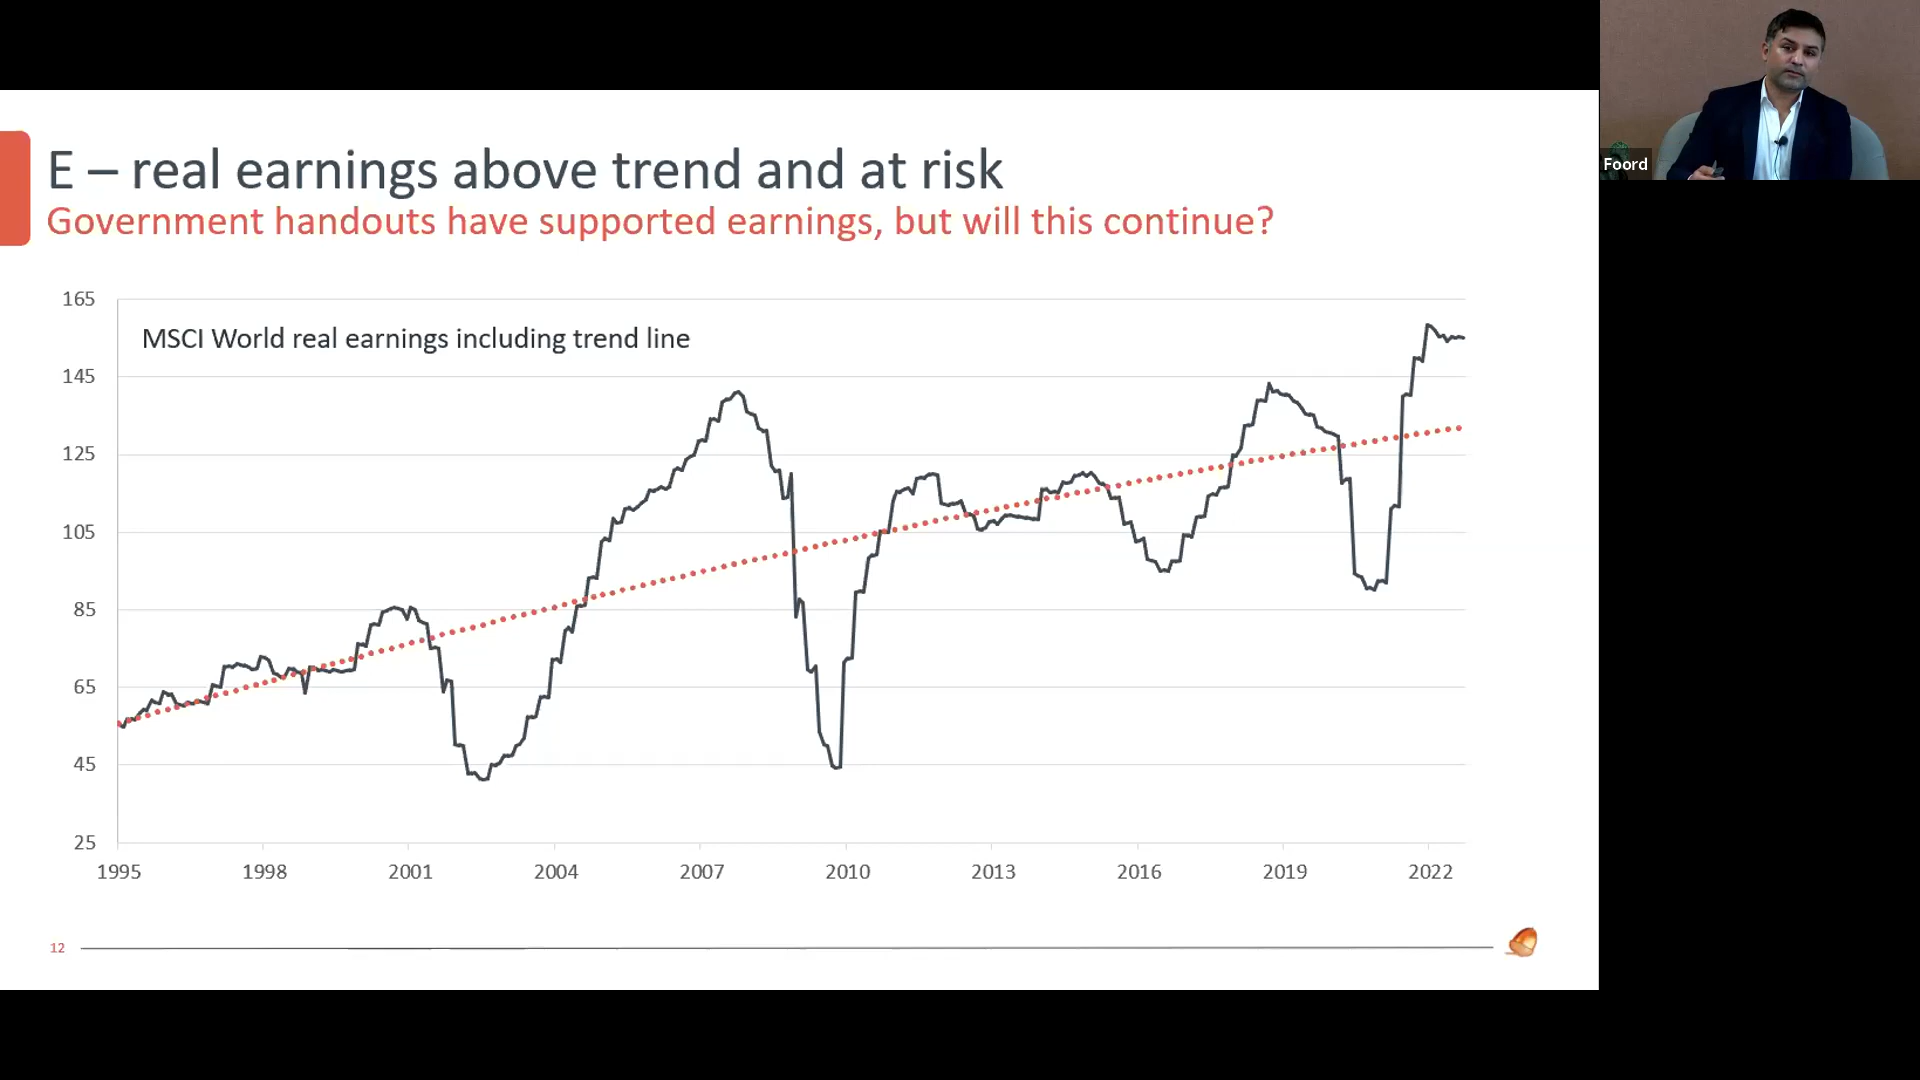 E – real earnings above trend and at risk
Government handouts have supported earnings, but will this continue?
Foord
MSCI World real earnings including trend line
165
145
125
105
85
65
45
25
1995 1998 2001 2004 2007 2010 2013 2016 2019 2022
12